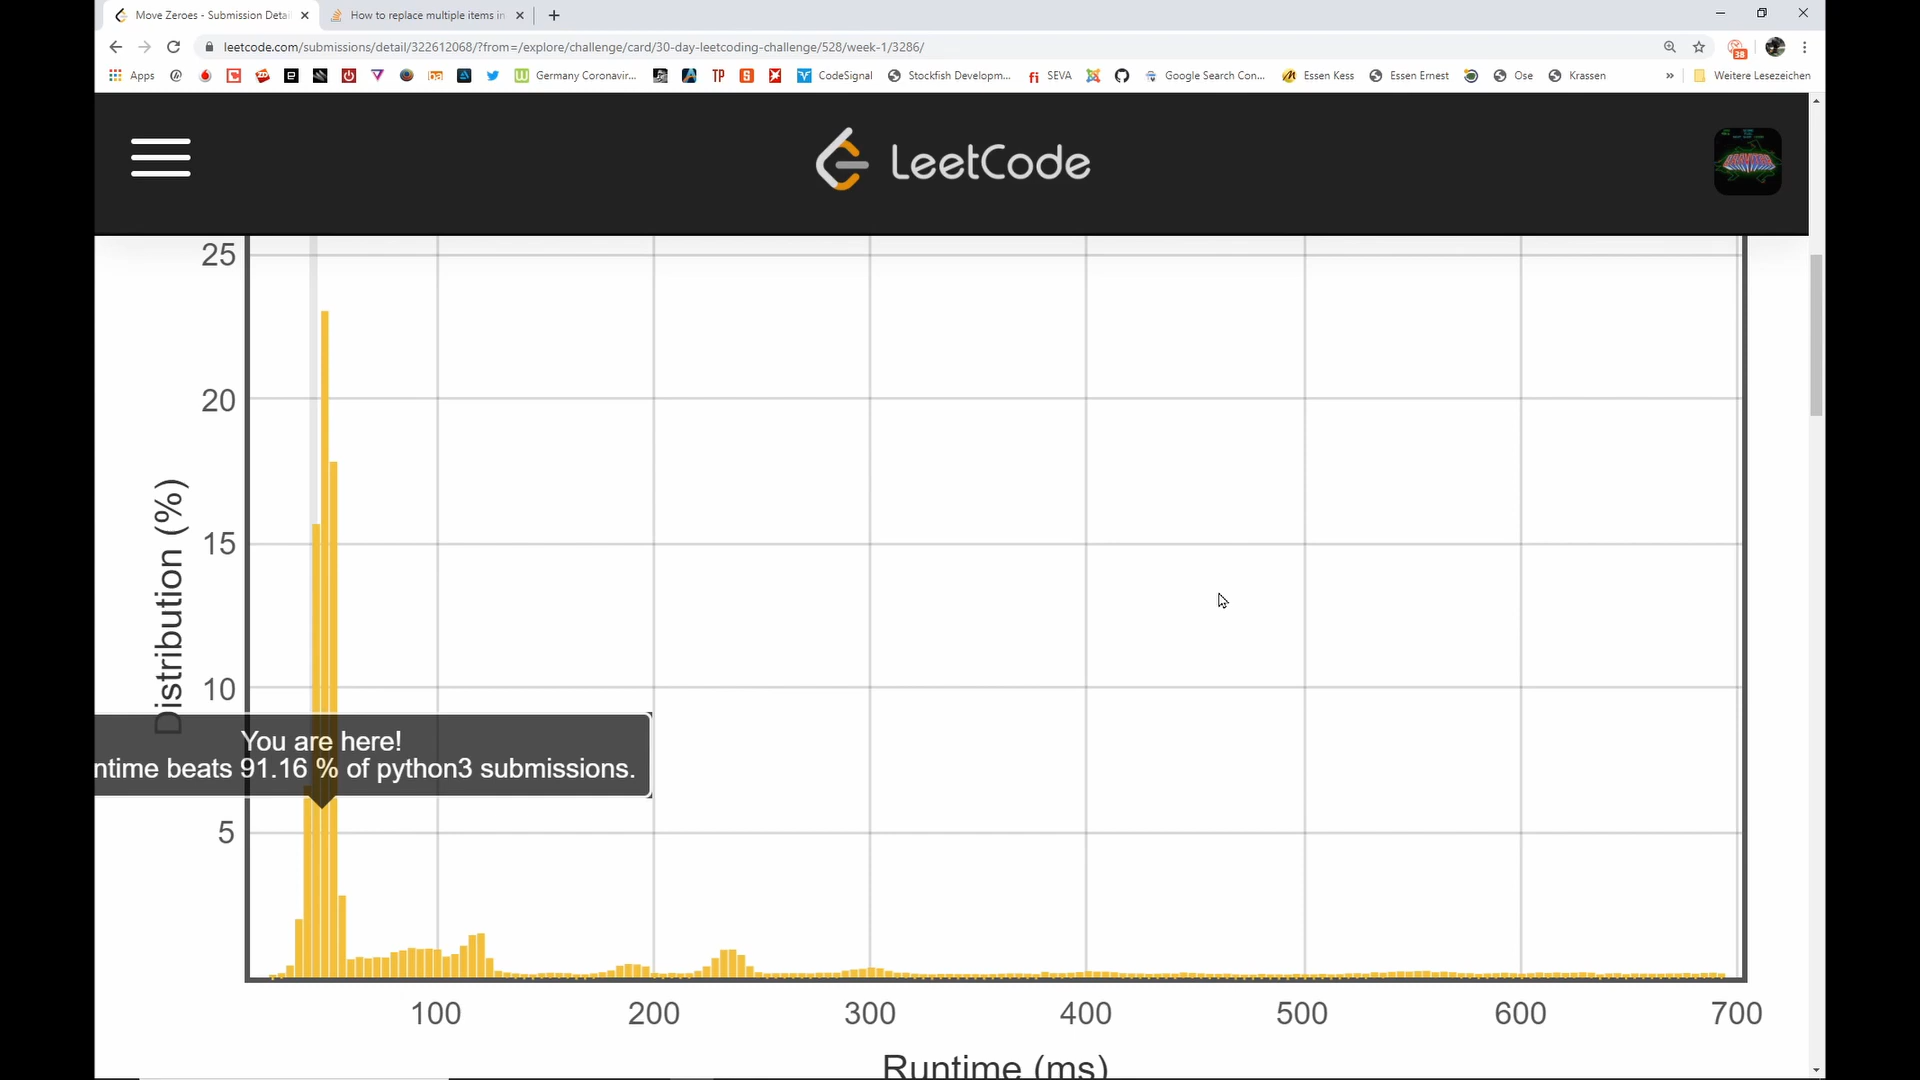 Move Zeroes - Submission Detai
How to replace multiple items in
leetcode.com/submissions/detail/322612068/?from=/explore/challenge/card/30-day-leetcoding-challenge/528/week-1/3286/
38
Apps
Germany Coronavir...
TP
CodeSignal
Stockfish Developm...
fi SEVA
Google Search Con...
Essen Kess
Essen Ernest
Ose
Krassen
»
Weitere Lesezeichen
LeetCode
25
20
15
10
5
Distribution (%)
You are here!
ntime beats 91.16 % of python3 submissions.
100 200 300 400 500 600 700
Runtime (ms)